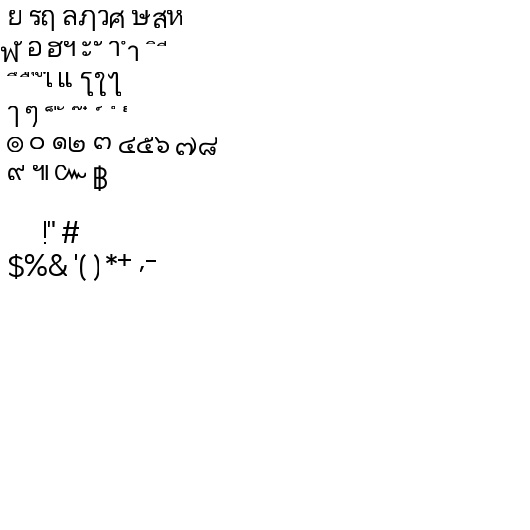 ย รฤ ลฦวศ ษสห
ฬ อ ฮฯ ะ ั า ำ ิ ี
ึ ื ุ ู เ แ โใไ
ๅ ๆ ็ ่ ้ ๊ ๋ ์ ํ ๎
๏ ๐ ๑๒ ๓ ๔๕๖ ๗๘
๙ ๚ ๛ ฿
!" #
$%& '( ) *+ ,-